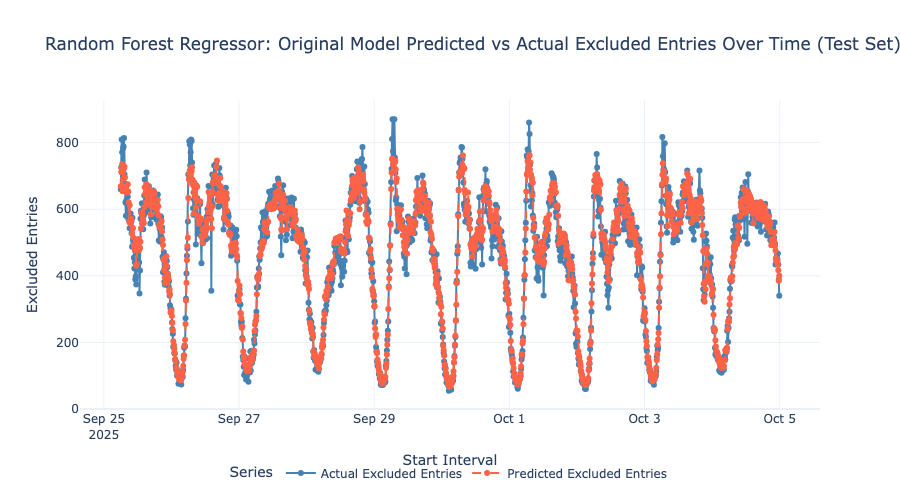 Random Forest Regressor: Original Model Predicted vs Actual Excluded Entries Over Time (Test Set)
800
600
400
200
0
Excluded Entries
Sep 25
2025
Sep 27
Sep 29
Oct 1
Oct 3
Oct 5
Start Interval
Series
Actual Excluded Entries
Predicted Excluded Entries